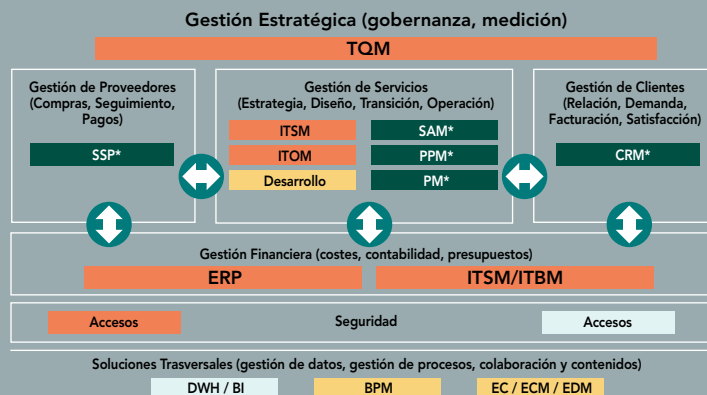 Gestión Estratégica (gobernanza, medición)
TQM
Gestión de Proveedores
(Compras, Seguimiento,
Pagos)
SSP*
Gestión de Servicios
(Estrategia, Diseño, Transición, Operación)
ITSM
SAM*
ITOM
PPM*
Desarrollo
PM*
Gestión de Clientes
(Relación, Demanda,
Facturación, Satisfacción)
CRM*
Gestión Financiera (costes, contabilidad, presupuestos)
ERP
ITSM/ITBM
Accesos
Seguridad
Accesos
Soluciones Trasversales (gestión de datos, gestión de procesos, colaboración y contenidos)
DWH / BI
BPM
EC / ECM / EDM